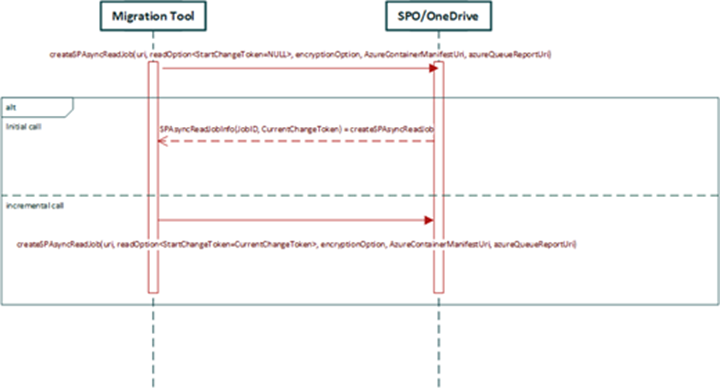 Migration Tool
SPO/OneDrive
createSPAsyncReadJob(uri, readOption<StartChangeToken=NULL>, encryptionOption, AzureContainerManifestUri, azureQueueReportUri)
alt
Initial call
SPAsyncReadJobInfo(JobID, CurrentChangeToken) = createSPAsyncReadJob
incremental call
createSPAsyncReadJob(uri, readOption<StartChangeToken=CurrentChangeToken>, encryptionOption, AzureContainerManifestUri, azureQueueReportUri)